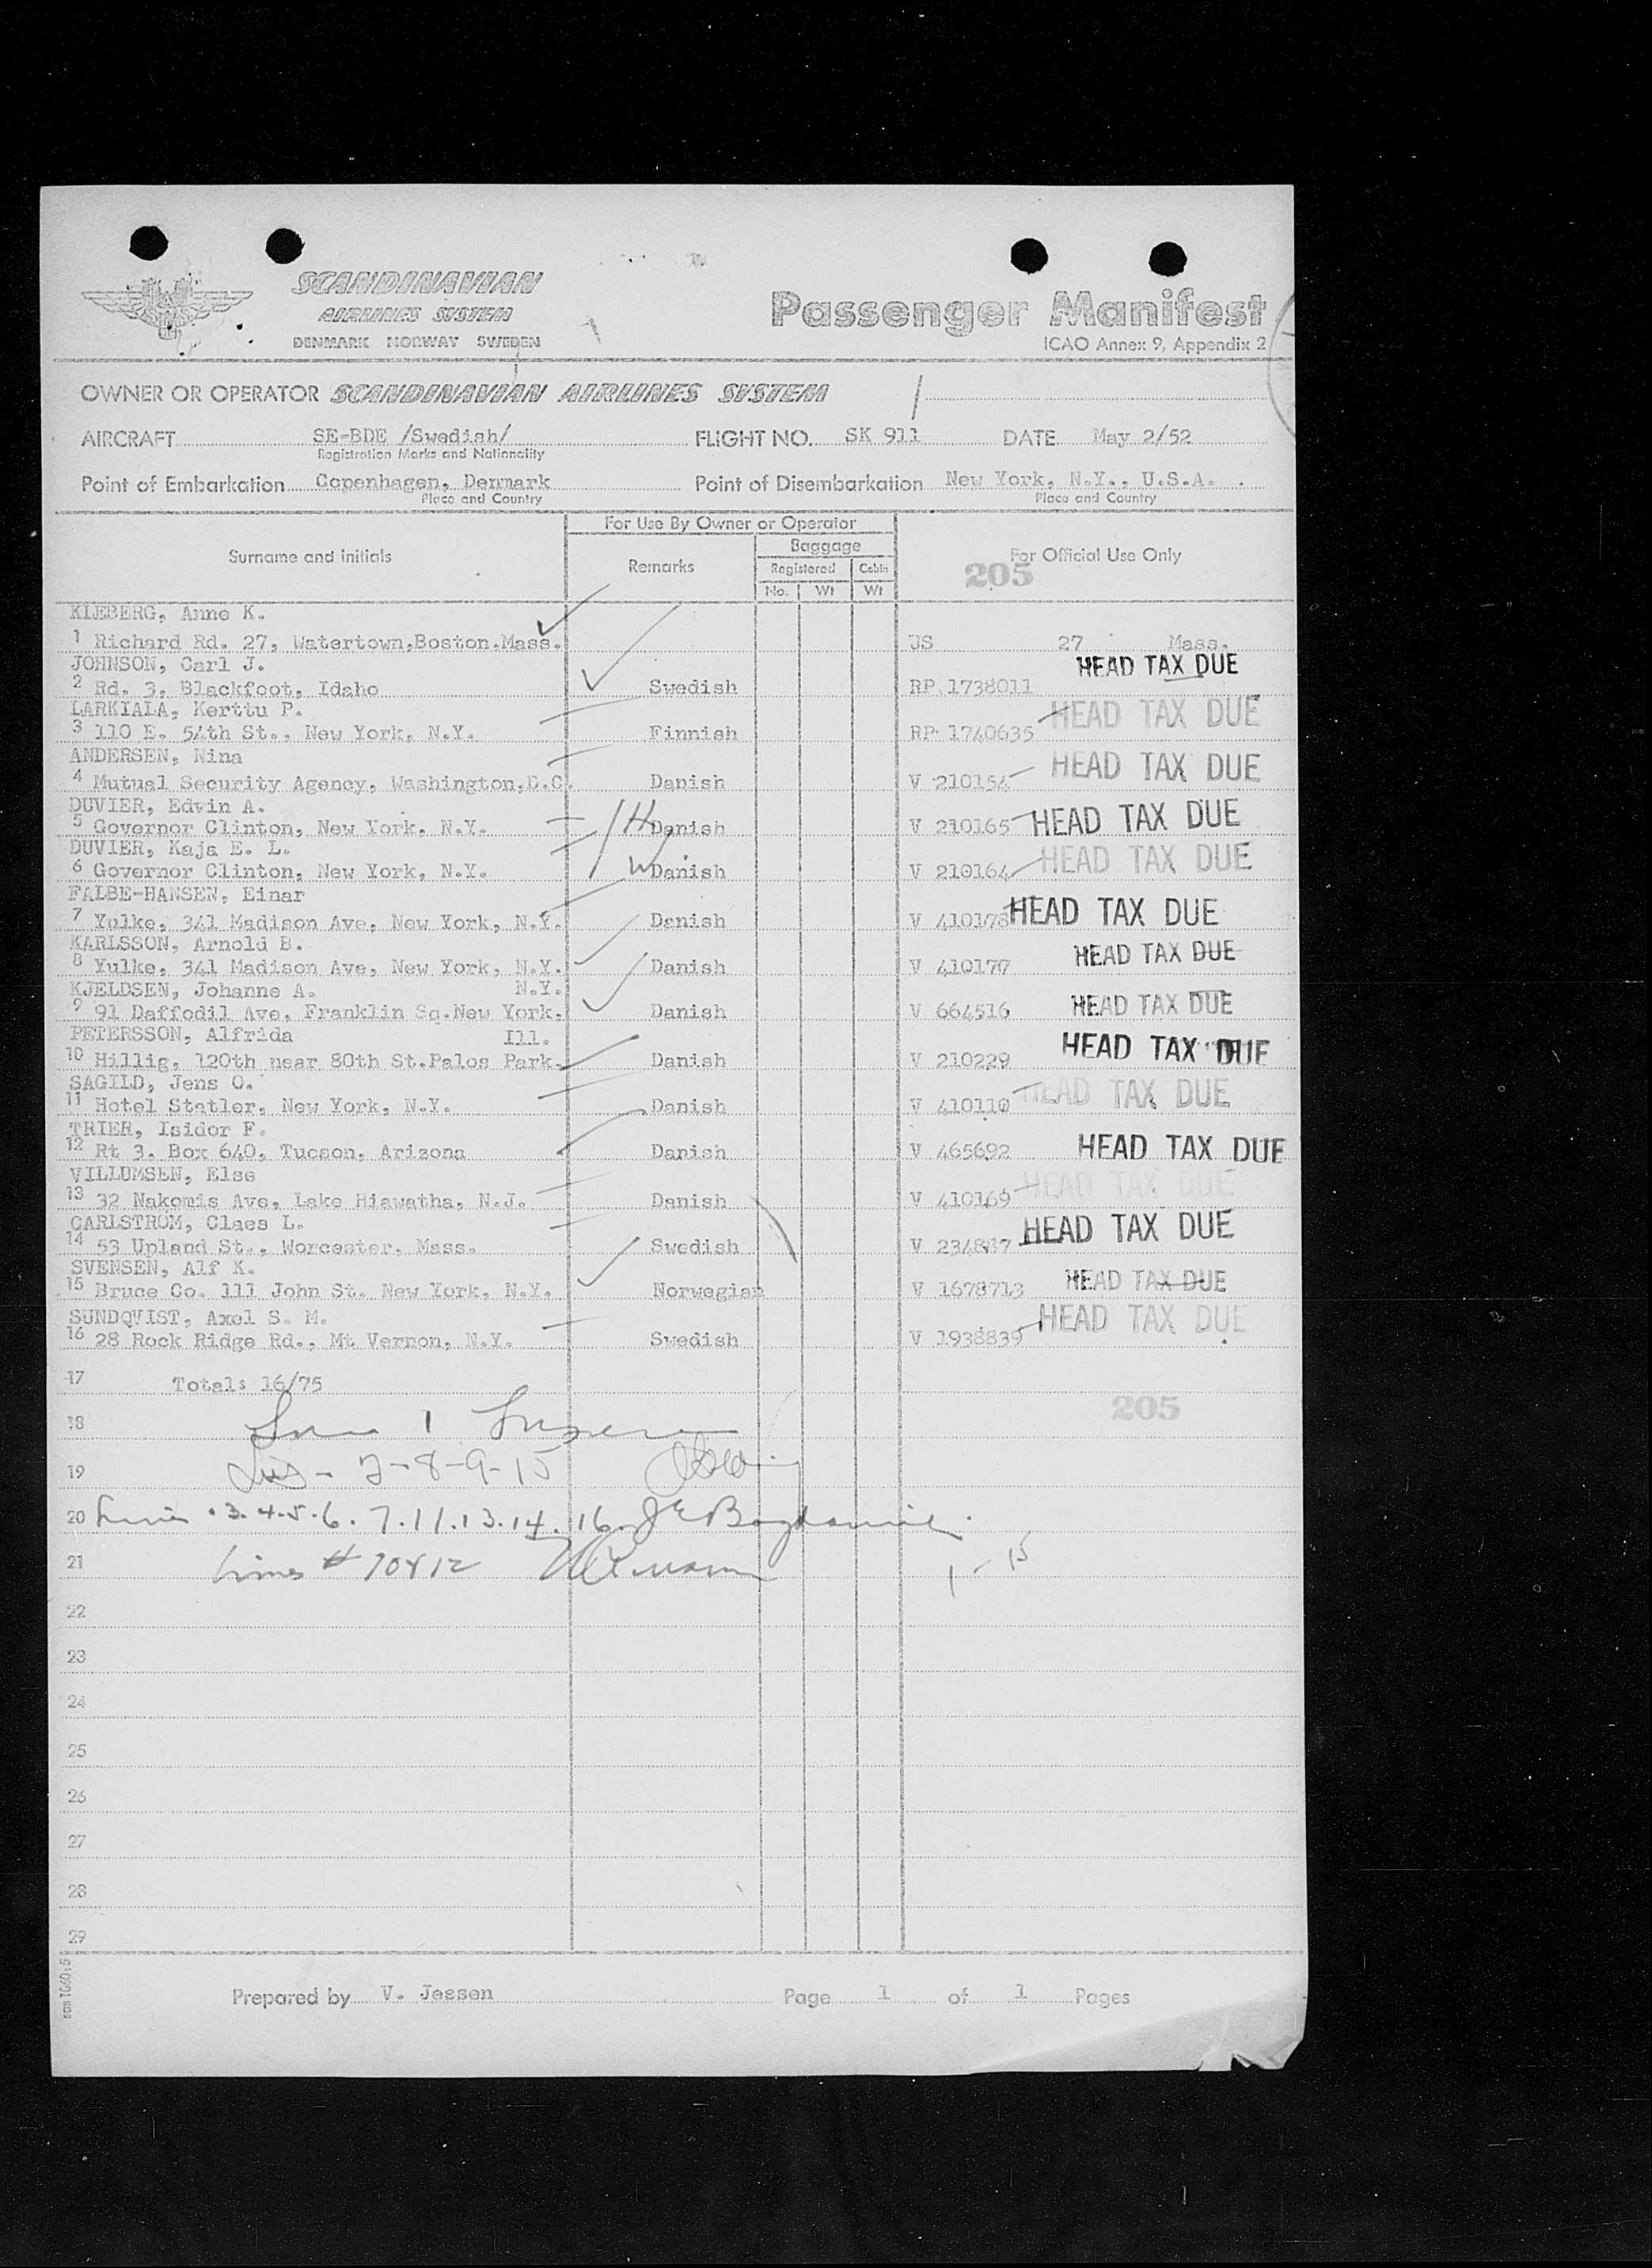 SCANDINAVIAN
AIRLINES SYSTEM
DENMARK NORWAY SWEDEN
Passenger Manifest
ICAO Annex 9, Appendix 2
OWNER OR OPERATOR SCANDINAVIAN AIRLINES SYSTEM
AIRCRAFT SE-BDE /Swedish/ FLIGHT NO. SK 911 DATE May 2/52
Registration Marks and Nationality
Point of Embarkation Copenhagen, Denmark Point of Disembarkation New York, N.Y., U.S.A.
Place and Country Place and Country
For Use By Owner or Operator
Surname and initials Remarks Baggage For Official Use Only
Registered Cabin
205
No. Wt Wt
KLEBERG, Anne K.
1 Richard Rd. 27, Watertown,Boston.Mass. US 27 Mass.
JOHNSON, Carl J. HEAD TAX DUE
2 Rd. 3, Blackfoot, Idaho Swedish RP 1738011
LARKIALA, Kerttu P. HEAD TAX DUE
3 110 E. 54th St., New York, N.Y. Finnish RP 1740635
ANDERSEN, Nina HEAD TAX DUE
4 Mutual Security Agency, Washington,D.C. Danish V 210154
DUVIER, Edvin A. HEAD TAX DUE
5 Governor Clinton, New York, N.Y. H Danish V 210165
DUVIER, Kaja E. L. HEAD TAX DUE
6 Governor Clinton, New York, N.Y. W Danish V 210164
FALBE-HANSEN, Einar
7 Yulke, 341 Madison Ave, New York, N.Y. Danish V 410178 HEAD TAX DUE
KARLSSON, Arnold B. HEAD TAX DUE
8 Yulke, 341 Madison Ave, New York, N.Y. Danish V 410177
KJELDSEN, Johanne A. N.Y.
9 91 Daffodil Ave, Franklin Sq.New York, Danish V 664516 HEAD TAX DUE
PETERSSON, Alfrida Ill. HEAD TAX DUE
10 Hillig, 120th near 80th St.Palos Park. Danish V 210229
SAGILD, Jens O. HEAD TAX DUE
11 Hotel Statler, New York, N.Y. Danish V 410110
TRIER, Isidor F.
12 Rt 3. Box 640, Tucson, Arizona Danish V 465692 HEAD TAX DUE
VILLUMSEN, Else HEAD TAX DUE
13 32 Nakomis Ave, Lake Hiawatha, N.J. Danish V 410169
CARLSTROM, Claes L. HEAD TAX DUE
14 53 Upland St., Worcester, Mass. Swedish V 234887
SVENSEN, Alf K. HEAD TAX DUE
15 Bruce Co. 111 John St. New York, N.Y. Norwegian V 1678713
SUNDQVIST, Axel S. M. HEAD TAX DUE
16 28 Rock Ridge Rd., Mt Vernon, N.Y. Swedish V 1938839
17 Total: 16/75
205
18 1
19 2-8-9-15
20 3.4.5.6.7.11.13.14.16
21 Lines # 10 & 12 1-15
22
23
24
25
26
27
28
29
sas 1060:5
Prepared by V. Jessen Page 1 of 1 Pages